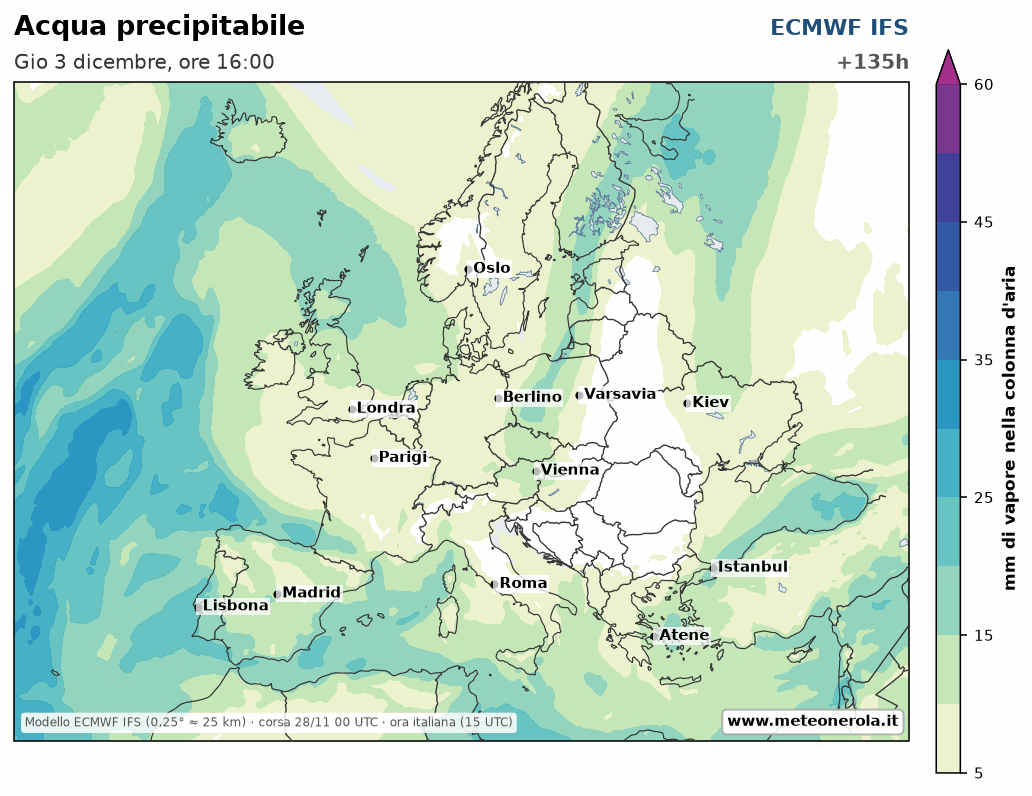 Acqua precipitabile
ECMWF IFS
Gio 3 dicembre, ore 16:00
+135h
60
45
35
25
15
5
mm di vapore nella colonna d'aria
Oslo
Berlino
Varsavia
Kiev
Londra
Parigi
Vienna
Istanbul
Roma
Madrid
Lisbona
Atene
Modello ECMWF IFS (0,25° ≈ 25 km) · corsa 28/11 00 UTC · ora italiana (15 UTC)
www.meteonerola.it